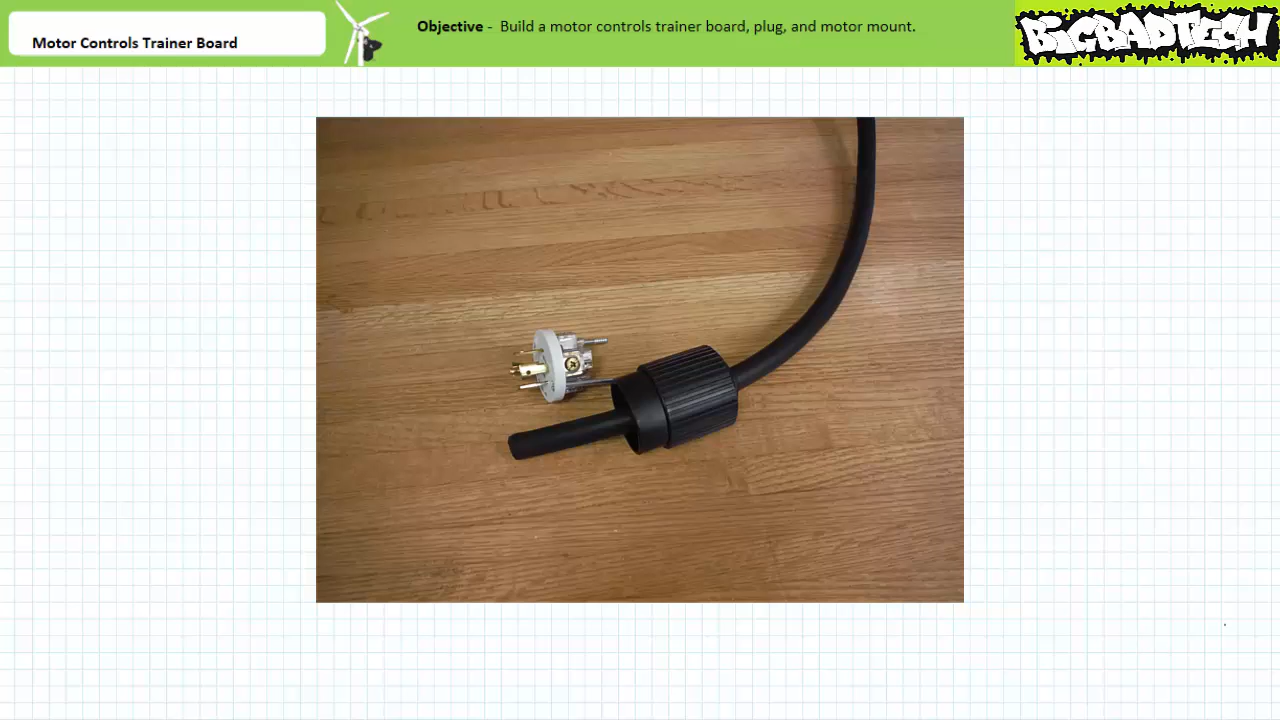 Motor Controls Trainer Board
Objective - Build a motor controls trainer board, plug, and motor mount.
BIGBADTECH